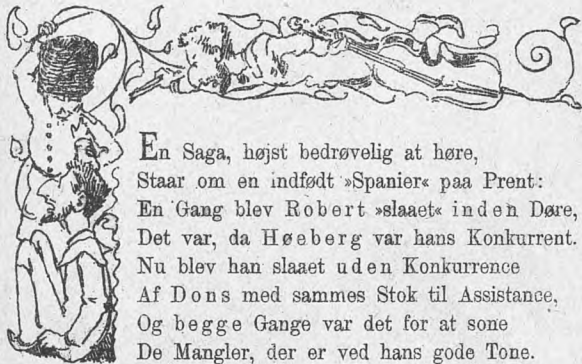 En Saga, højst bedrøvelig at høre,
Staar om en indfødt »Spanier« paa Prent:
En Gang blev Robert »slaaet« inden Døre,
Det var, da Høeberg var hans Konkurrent.
Nu blev han slaaet uden Konkurrence
Af Dons med sammes Stok til Assistance,
Og begge Gange var det for at sone
De Mangler, der er ved hans gode Tone.